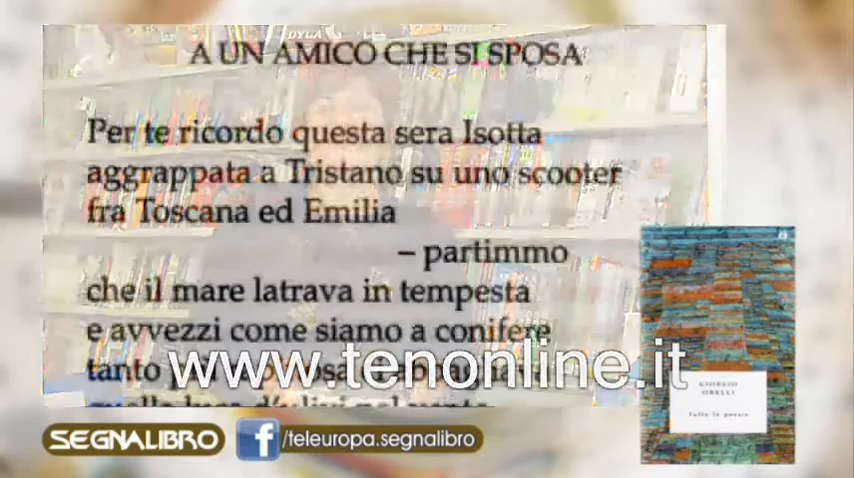 A UN AMICO CHE SI SPOSA
Per te ricordo questa sera Isotta
aggrappata a Tristano su uno scooter
fra Toscana ed Emilia
– partimmo
che il mare latrava in tempesta
e avvezzi come siamo a conifere
tanto più
www.tenonline.it
GIORGIO
ORELLI
Tutte le poesie
SEGNALIBRO
/teleuropa.segnalibro